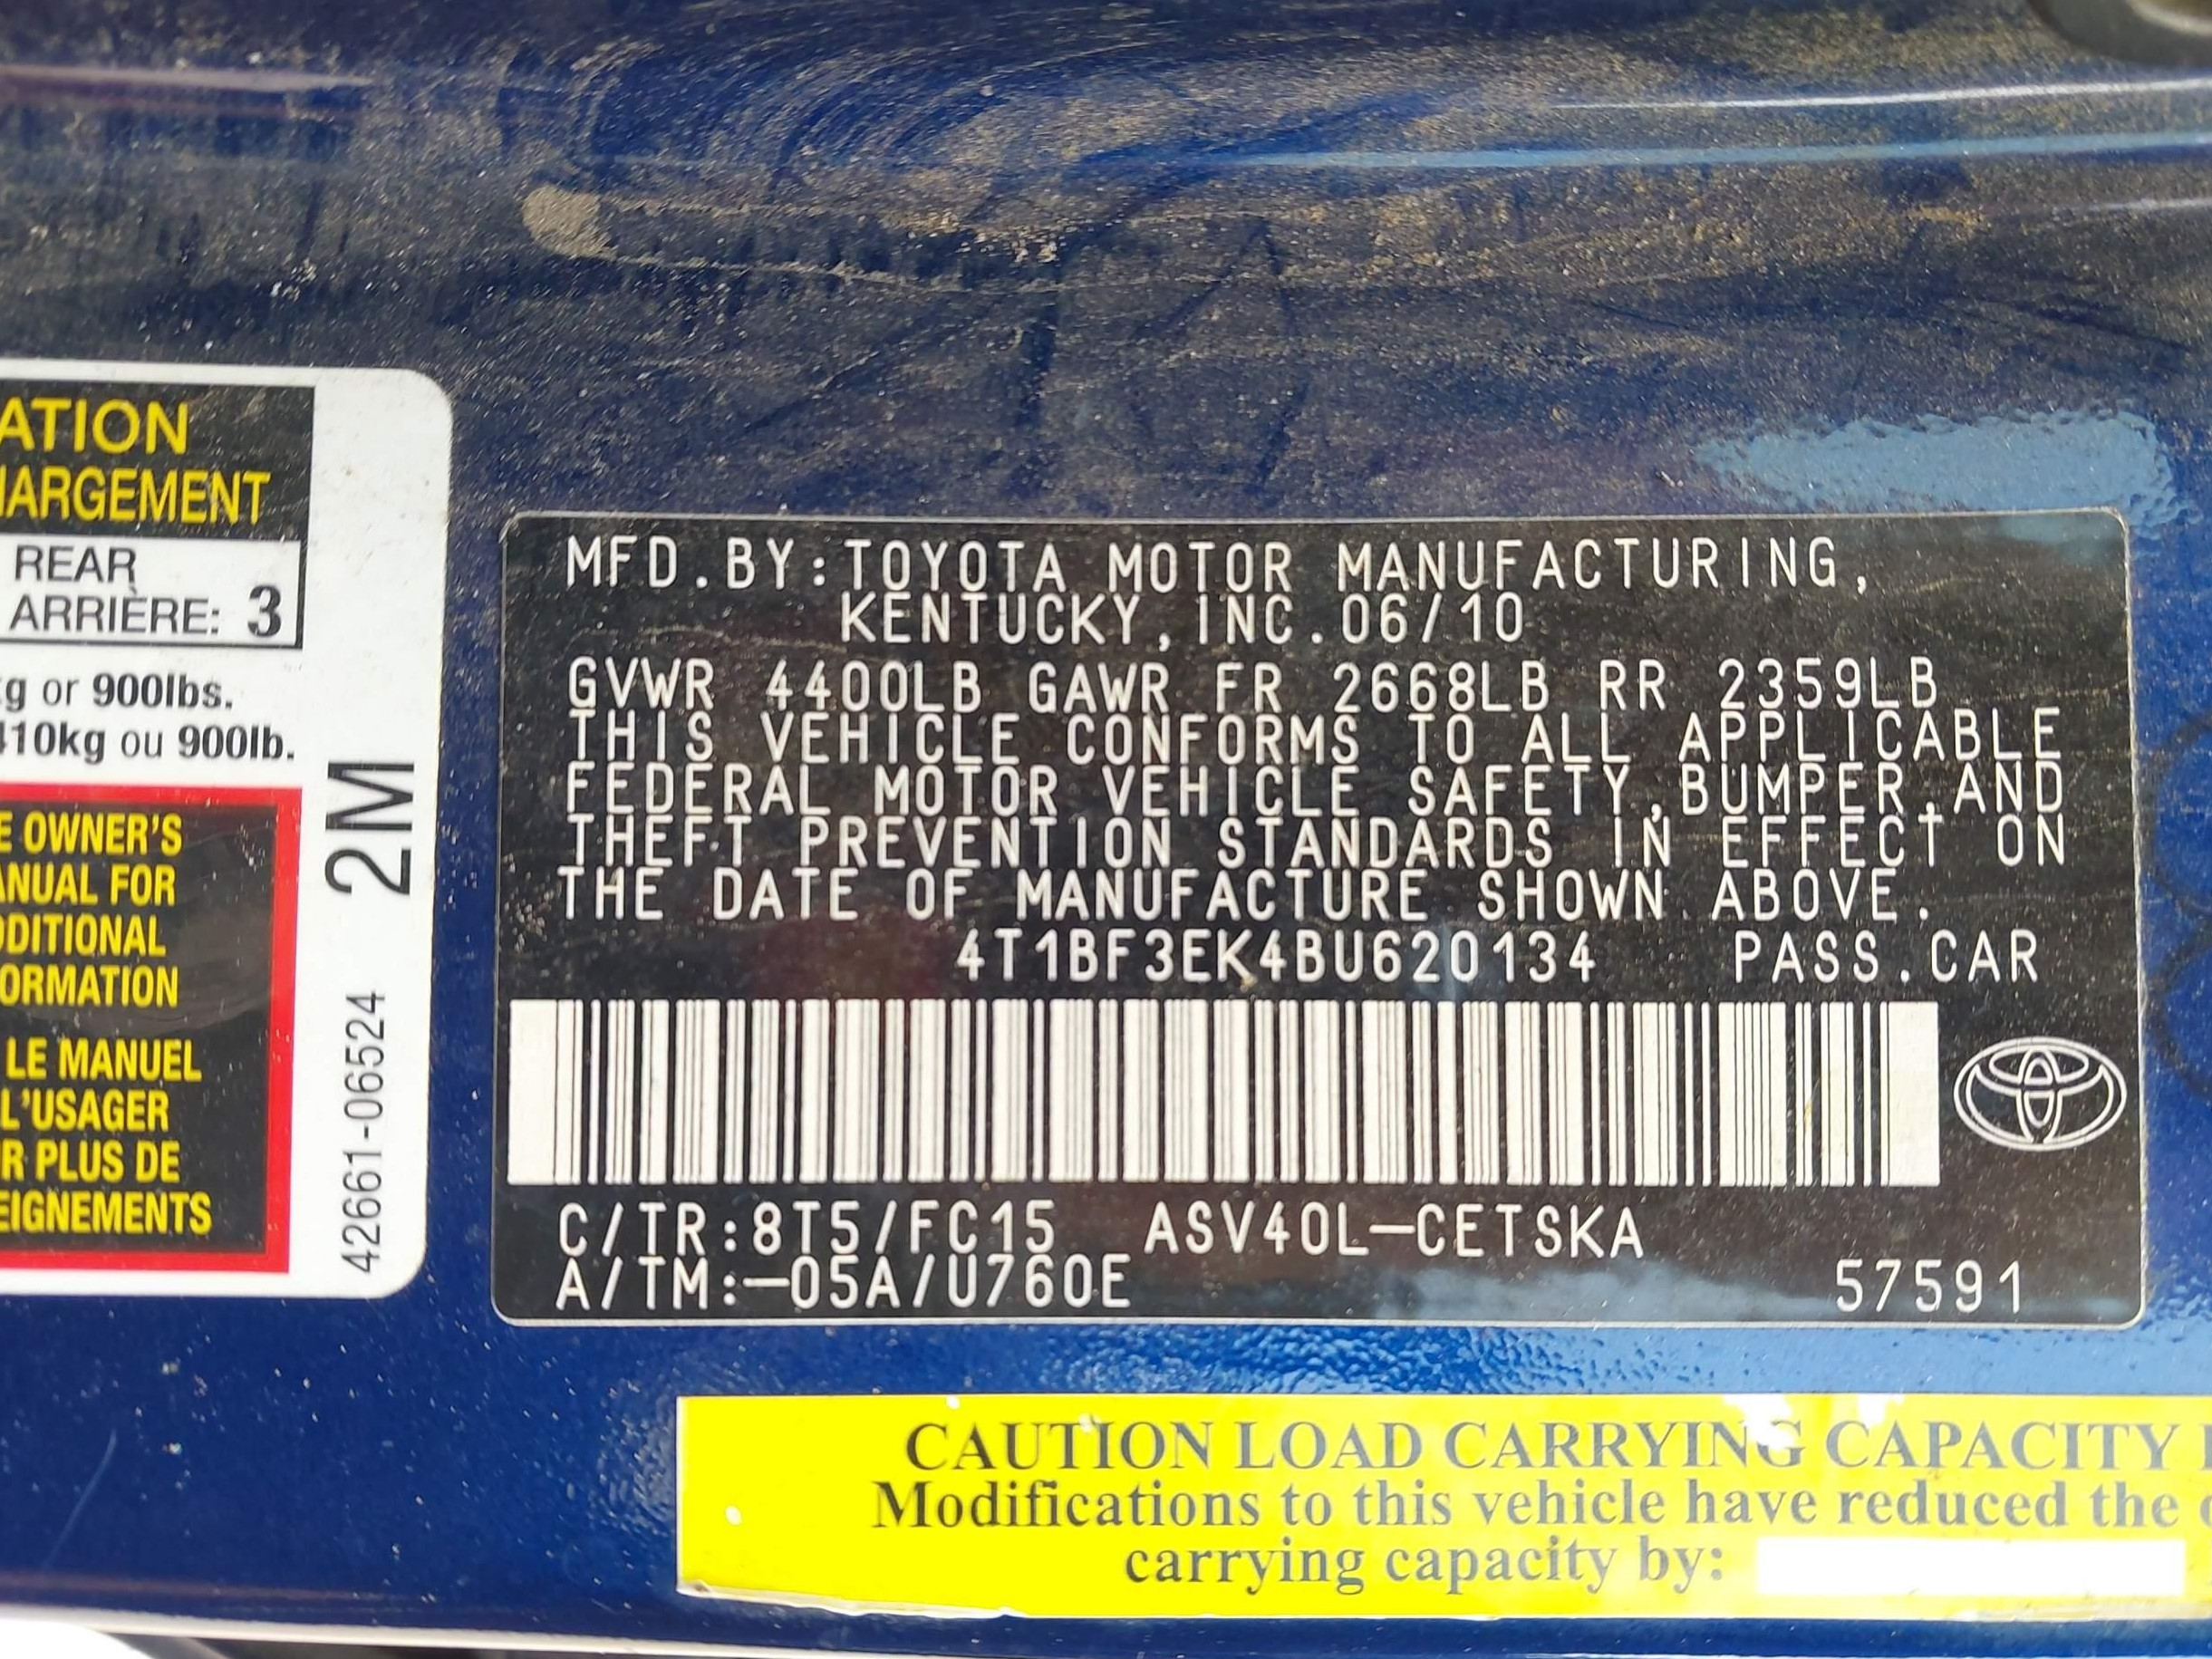 ATION
HARGEMENT
REAR
ARRIÈRE: 3
kg or 900lbs.
410kg ou 900lb.
E OWNER'S
ANUAL FOR
DDITIONAL
FORMATION
LE MANUEL
L'USAGER
R PLUS DE
EIGNEMENTS
2M
42661-06524
MFD.BY:TOYOTA MOTOR MANUFACTURING,
KENTUCKY,INC.06/10
GVWR 4400LB GAWR FR 2668LB RR 2359LB
THIS VEHICLE CONFORMS TO ALL APPLICABLE
FEDERAL MOTOR VEHICLE SAFETY,BUMPER,AND
THEFT PREVENTION STANDARDS IN EFFECT ON
THE DATE OF MANUFACTURE SHOWN ABOVE.
4T1BF3EK4BU620134 PASS.CAR
C/TR:8T5/FC15 ASV40L-CETSKA
A/TM:-05A/U760E 57591
CAUTION LOAD CARRYING CAPACITY
Modifications to this vehicle have reduced the
carrying capacity by: